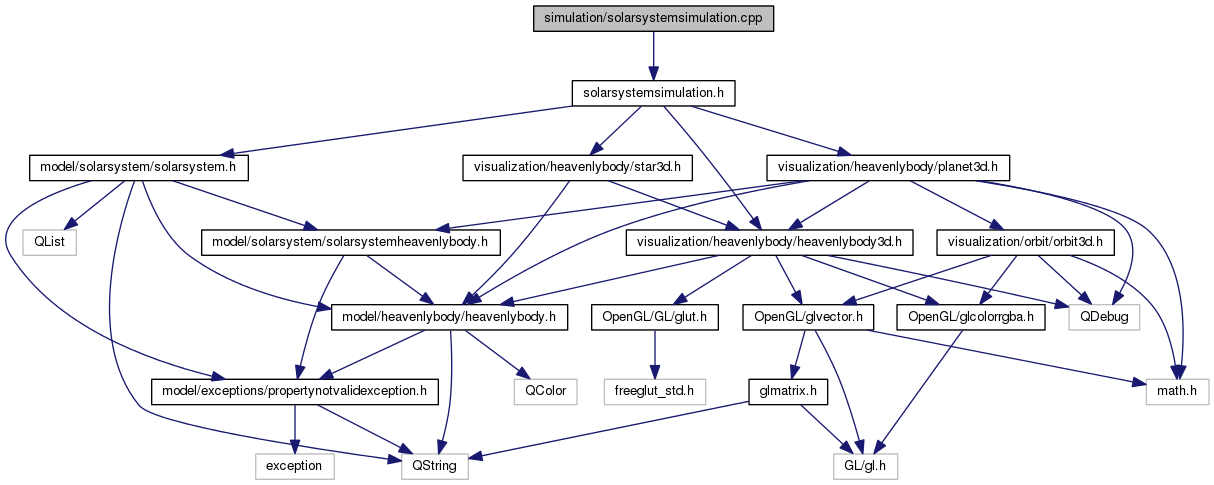 simulation/solarsystemsimulation.cpp
solarsystemsimulation.h
model/solarsystem/solarsystem.h
visualization/heavenlybody/star3d.h
visualization/heavenlybody/planet3d.h
QList
model/solarsystem/solarsystemheavenlybody.h
visualization/heavenlybody/heavenlybody3d.h
visualization/orbit/orbit3d.h
model/heavenlybody/heavenlybody.h
OpenGL/GL/glut.h
OpenGL/glvector.h
OpenGL/glcolorrgba.h
QDebug
model/exceptions/propertynotvalidexception.h
QColor
freeglut_std.h
glmatrix.h
math.h
exception
QString
GL/gl.h